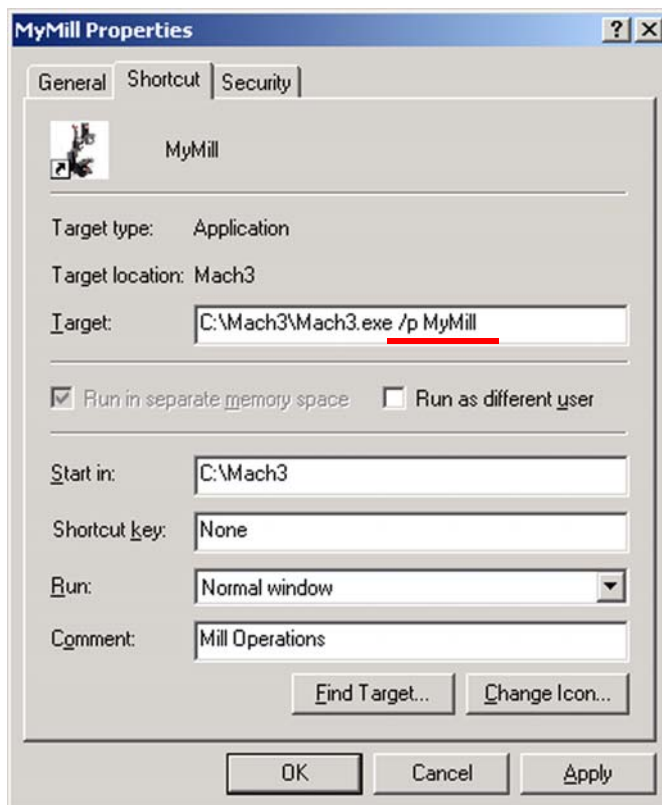 MyMill Properties
General Shortcut Security
MyMill
Target type: Application
Target location: Mach3
Target: C:\Mach3\Mach3.exe /p MyMill
Run in separate memory space Run as different user
Start in: C:\Mach3
Shortcut key: None
Run: Normal window
Comment: Mill Operations
Find Target... Change Icon...
OK Cancel Apply